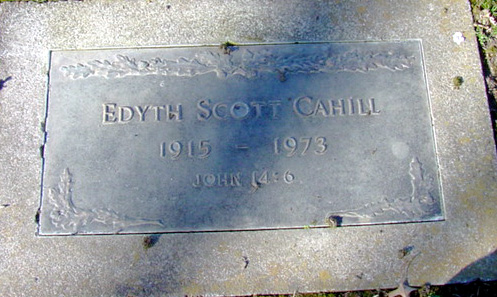 EDYTH SCOTT CAHILL
1915 - 1973
JOHN 14:6